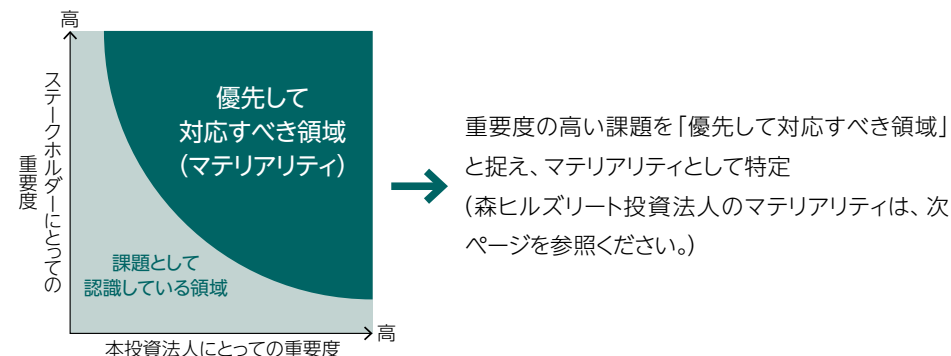 高
ステークホルダーにとっての
重要度
優先して
対応すべき領域
(マテリアリティ)
課題として
認識している領域
高
本投資法人にとっての重要度
重要度の高い課題を「優先して対応すべき領域」
と捉え、マテリアリティとして特定
(森ヒルズリート投資法人のマテリアリティは、次
ページを参照ください。)